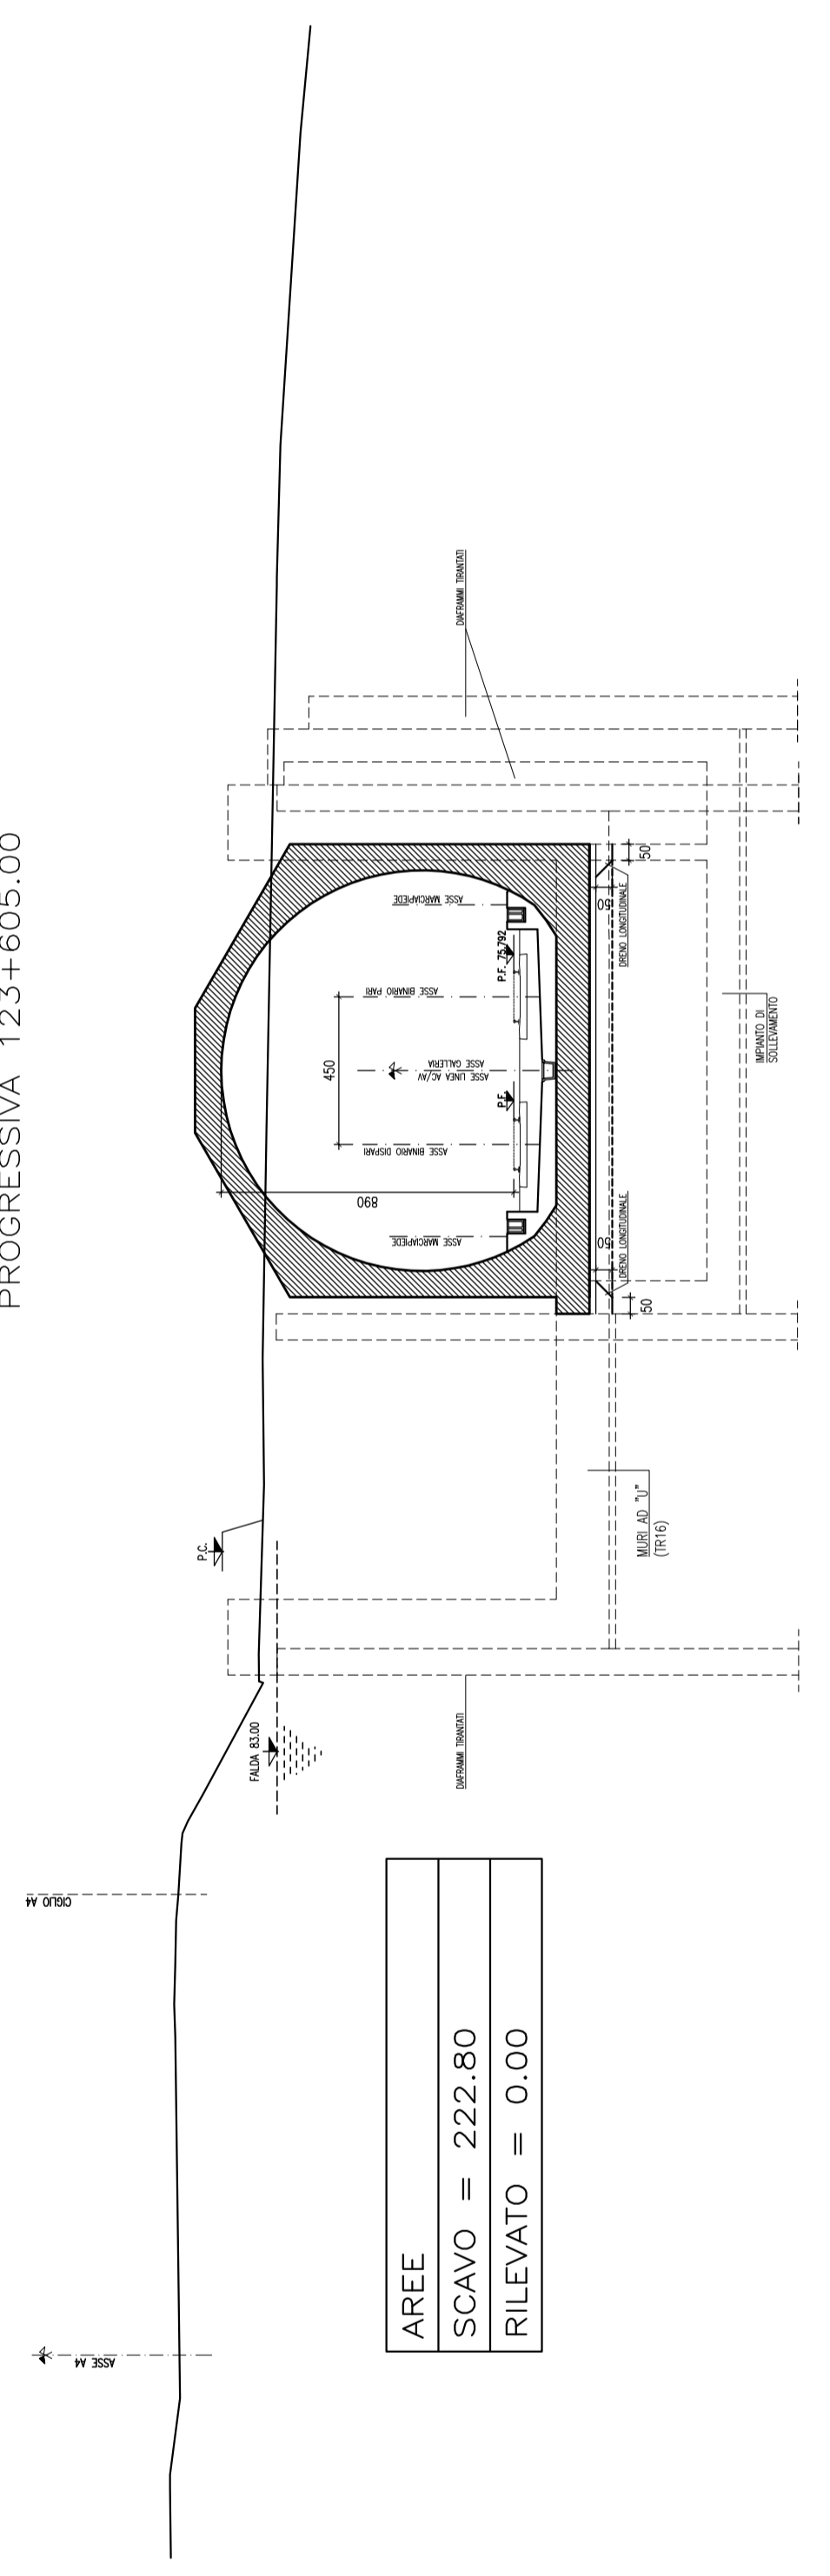 PROGRESSIVA 123+605.00
ASSE A4
CIGLIO A4
P.C.
FALDA 83.00
DIAFRAMMI TIRANTATI
DIAFRAMMI TIRANTATI
ASSE MARCIAPIEDE
ASSE BINARIO DISPARI
ASSE LINEA AC/AV
ASSE GALLERIA
ASSE BINARIO PARI
ASSE MARCIAPIEDE
450
890
P.F.
P.F. 75.792
50
50
50
50
DRENO LONGITUDINALE
DRENO LONGITUDINALE
MURI AD "U"
(TR16)
IMPIANTO DI
SOLLEVAMENTO
AREE
SCAVO = 222.80
RILEVATO = 0.00